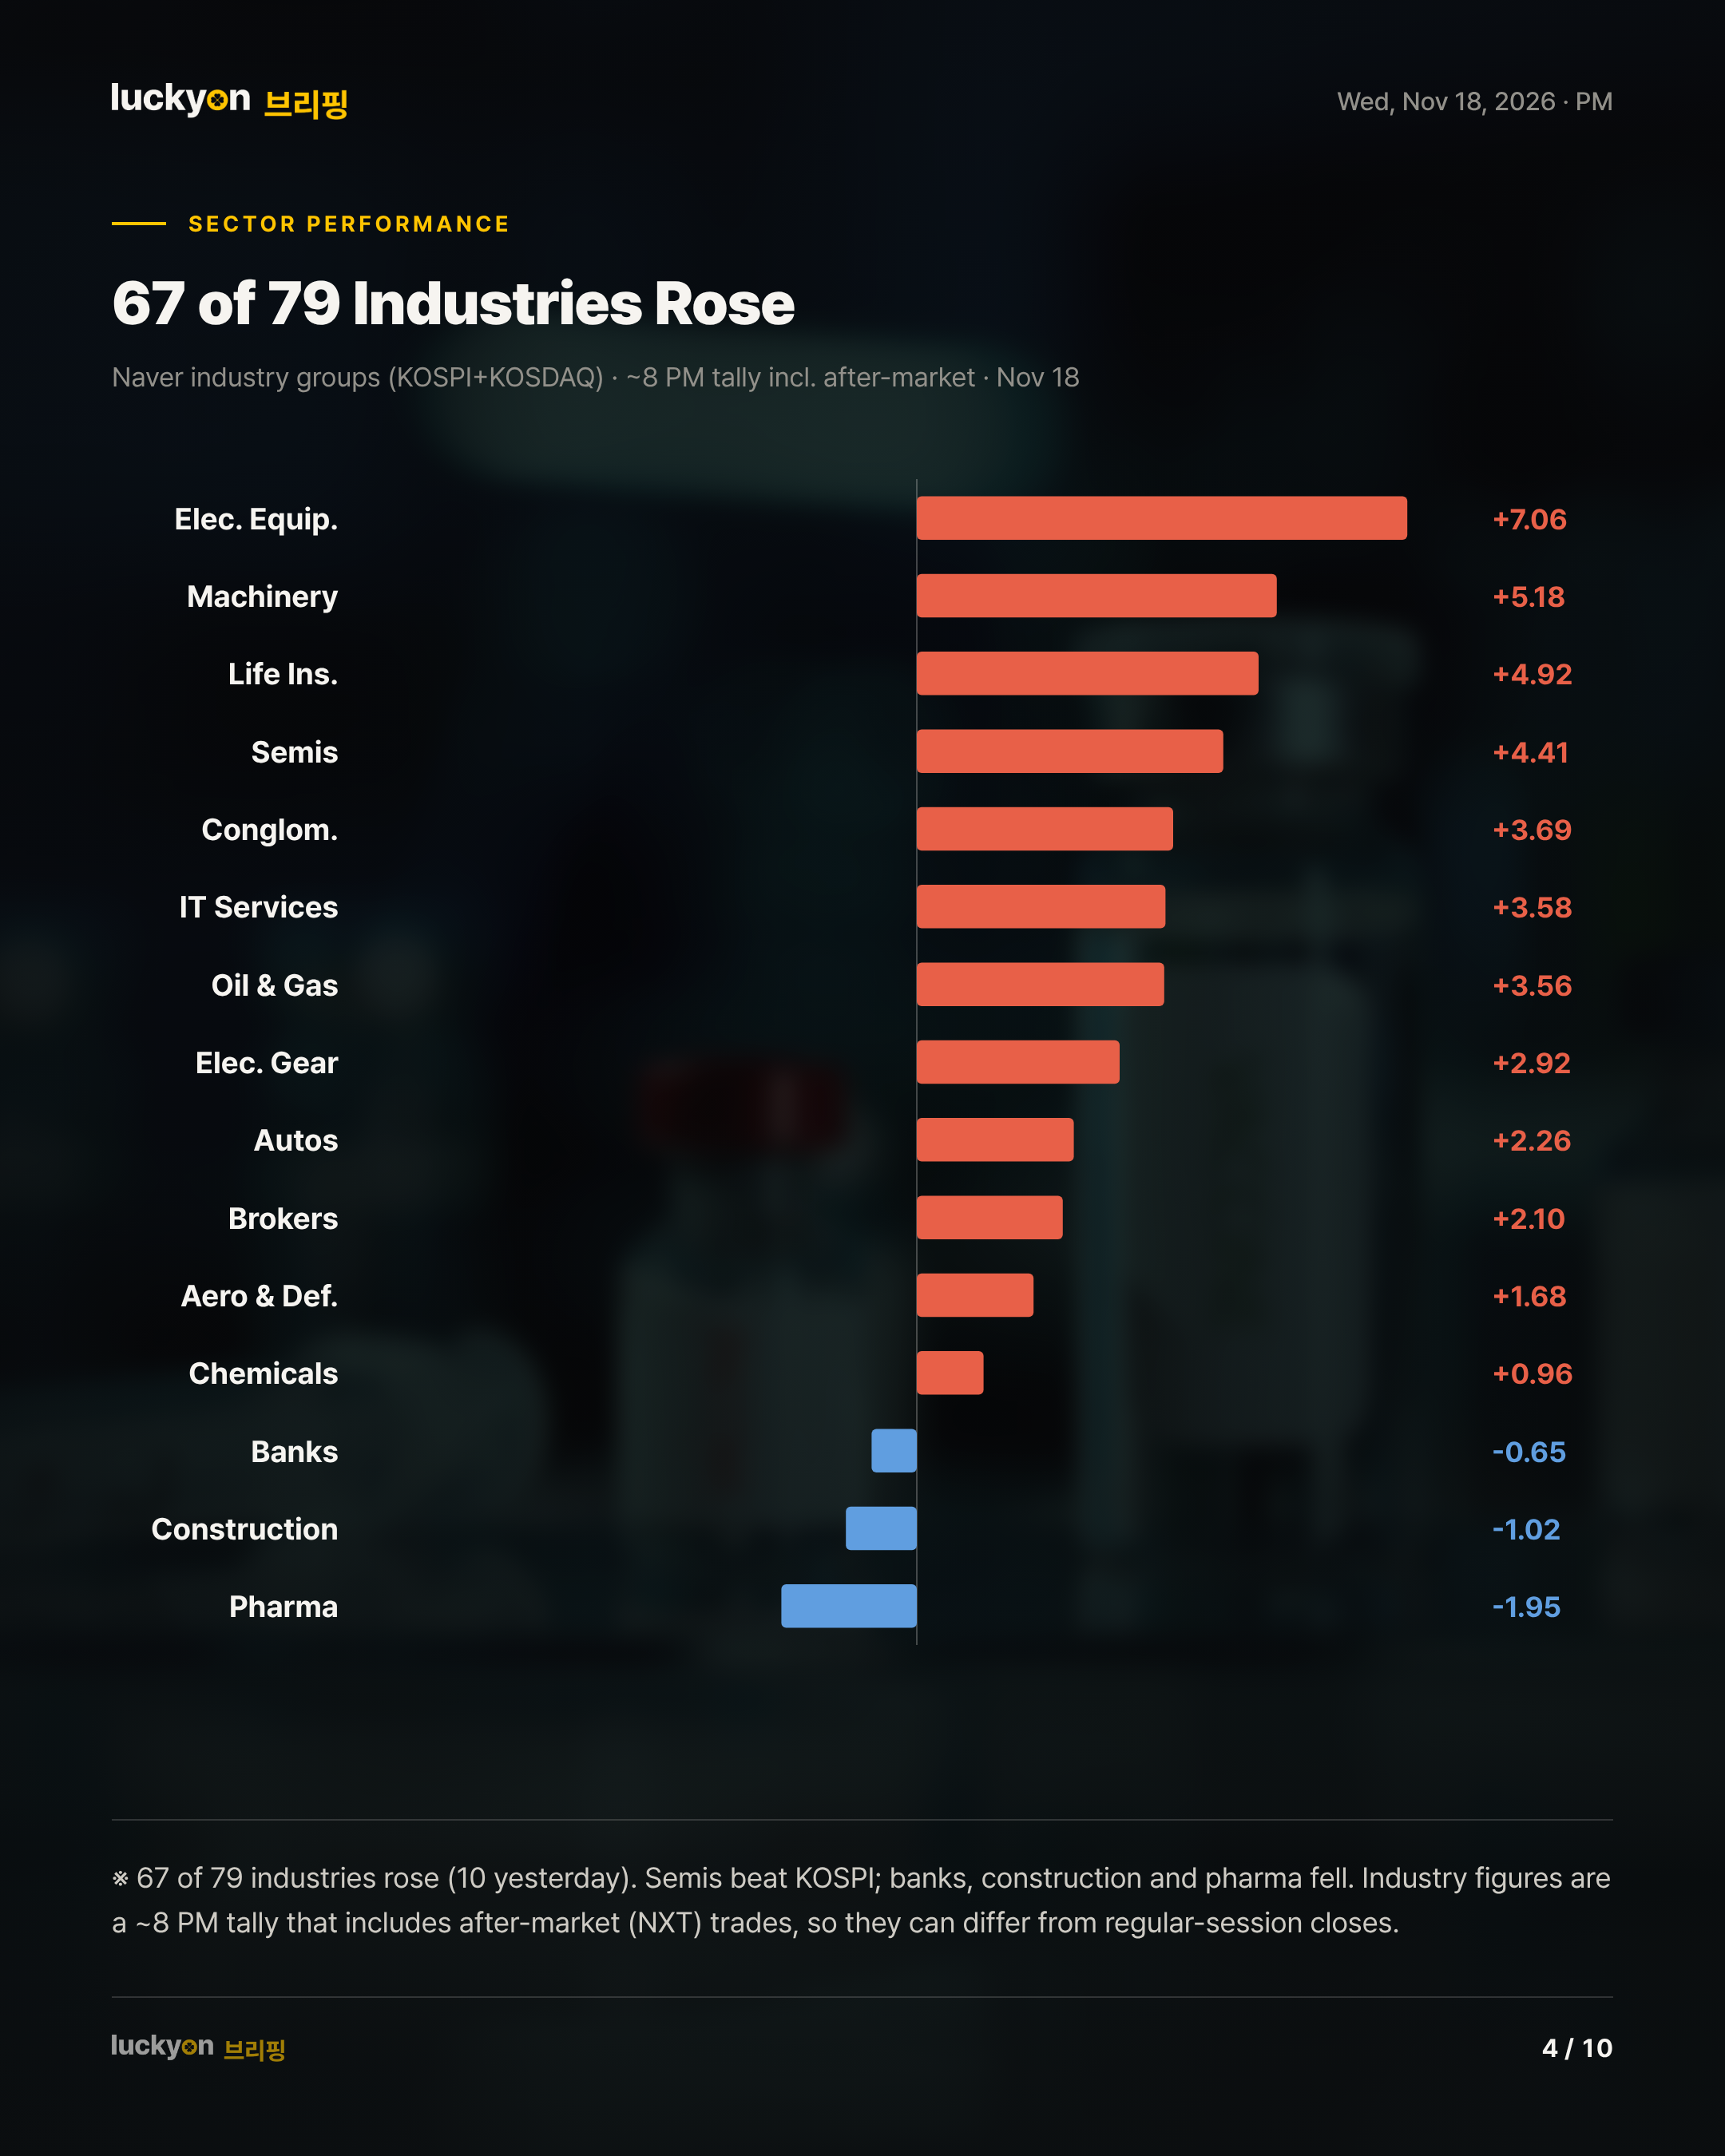 luckyon 브리핑
Wed, Nov 18, 2026 · PM
SECTOR PERFORMANCE
67 of 79 Industries Rose
Naver industry groups (KOSPI+KOSDAQ) · ~8 PM tally incl. after-market · Nov 18
Elec. Equip. +7.06
Machinery +5.18
Life Ins. +4.92
Semis +4.41
Conglom. +3.69
IT Services +3.58
Oil & Gas +3.56
Elec. Gear +2.92
Autos +2.26
Brokers +2.10
Aero & Def. +1.68
Chemicals +0.96
Banks -0.65
Construction -1.02
Pharma -1.95
※ 67 of 79 industries rose (10 yesterday). Semis beat KOSPI; banks, construction and pharma fell. Industry figures are
a ~8 PM tally that includes after-market (NXT) trades, so they can differ from regular-session closes.
luckyon 브리핑
4 / 10